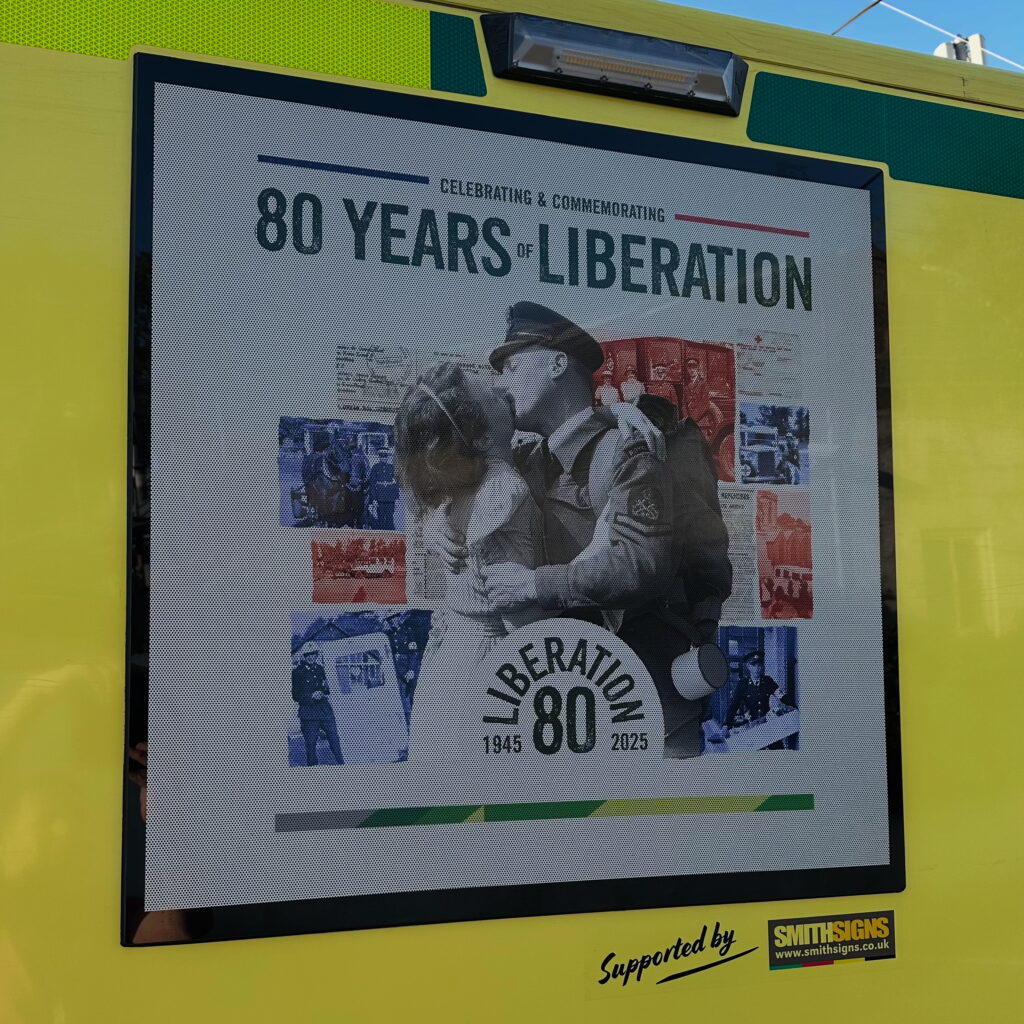 CELEBRATING & COMMEMORATING
80 YEARS OF LIBERATION
LIBERATION
80
1945 2025
Supported by
SMITHSIGNS
www.smithsigns.co.uk